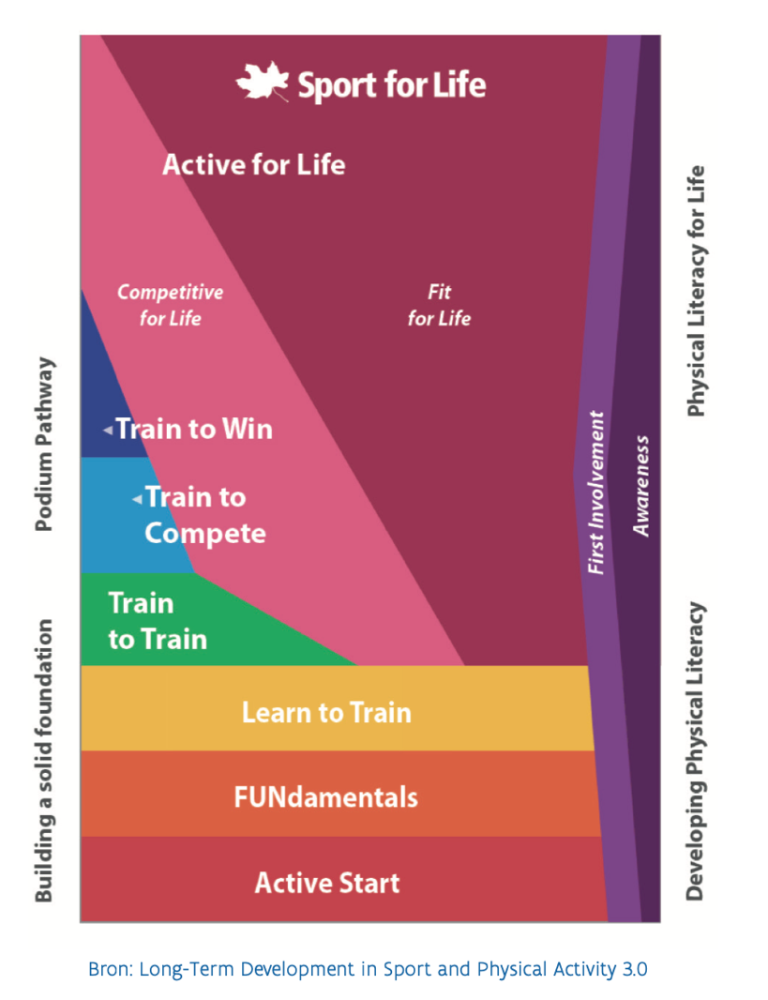 Sport for Life
Active for Life
Competitive
for Life
Fit
for Life
Train to Win
Train to
Compete
Train
to Train
Learn to Train
FUNdamentals
Active Start
First Involvement
Awareness
Podium Pathway
Building a solid foundation
Physical Literacy for Life
Developing Physical Literacy
Bron: Long-Term Development in Sport and Physical Activity 3.0